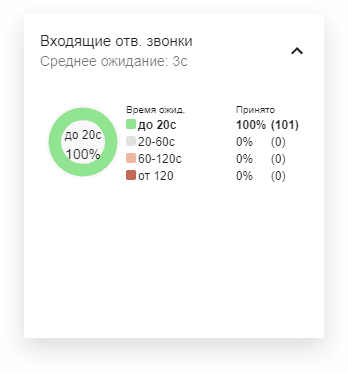 Входящие отв. звонки
Среднее ожидание: 3с
Время ожид. Принято
до 20с 100% (101)
20-60с 0% (0)
60-120с 0% (0)
от 120 0% (0)
до 20с
100%